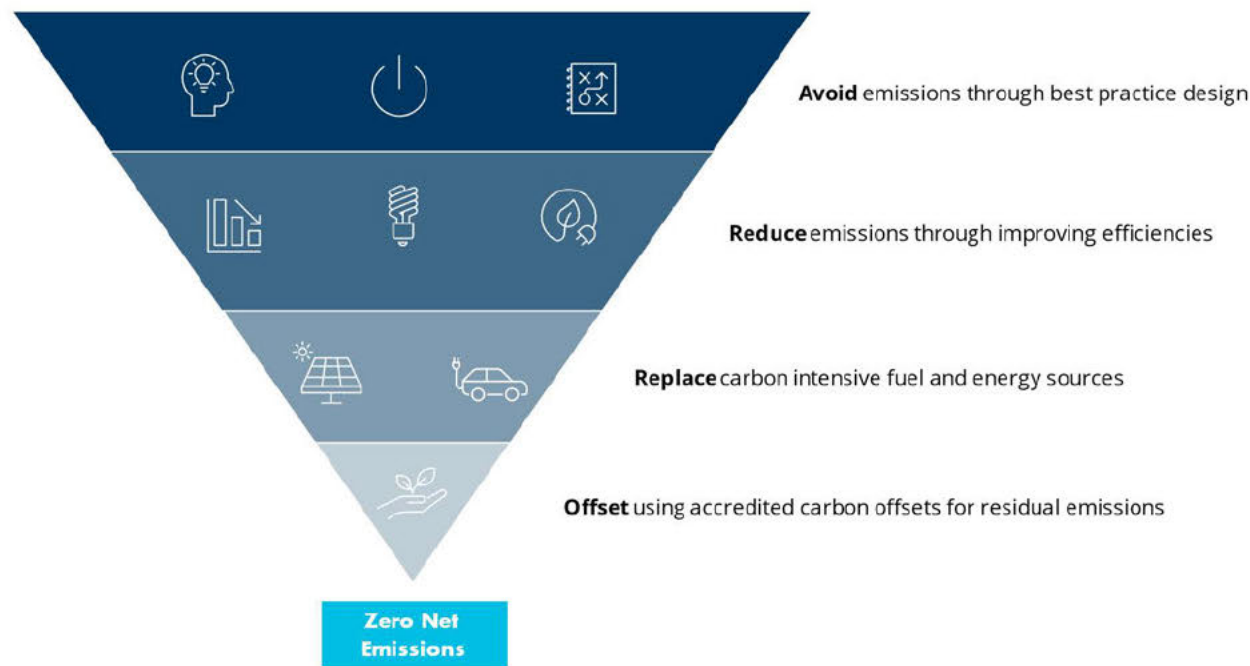 Avoid emissions through best practice design
Reduce emissions through improving efficiencies
Replace carbon intensive fuel and energy sources
Offset using accredited carbon offsets for residual emissions
Zero Net
Emissions